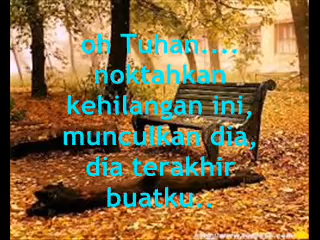 oh Tuhan....
noktahkan
kehilangan ini,
munculkan dia,
dia terakhir
buatku..